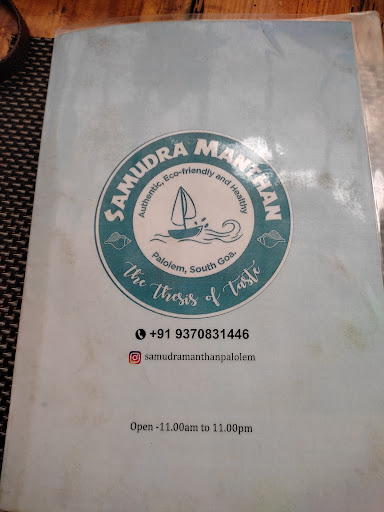 SAMUDRA MANTHAN
Authentic, Eco-friendly and Healthy
Palolem, South Goa.
The Thesis of Taste
+91 9370831446
samudramanthanpalolem
Open -11.00am to 11.00pm